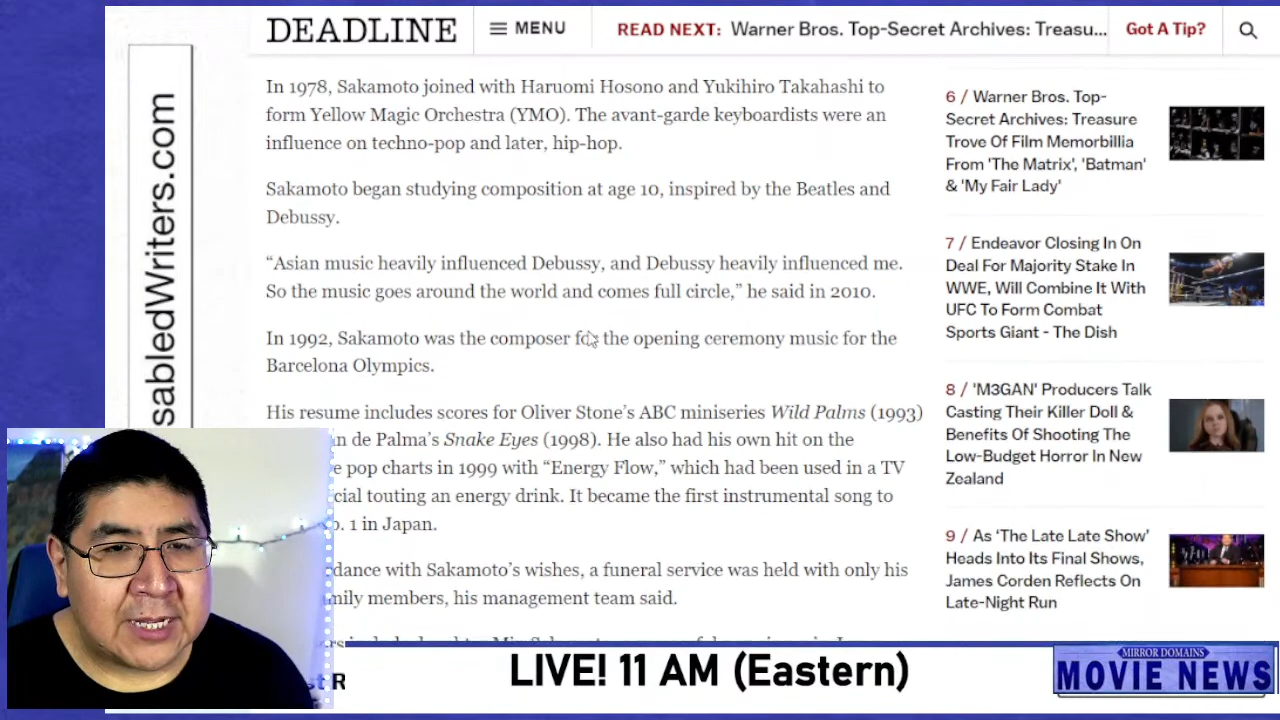 DEADLINE
MENU
READ NEXT: Warner Bros. Top-Secret Archives: Treasu...
Got A Tip?
sabledWriters.com
In 1978, Sakamoto joined with Haruomi Hosono and Yukihiro Takahashi to
form Yellow Magic Orchestra (YMO). The avant-garde keyboardists were an
influence on techno-pop and later, hip-hop.
Sakamoto began studying composition at age 10, inspired by the Beatles and
Debussy.
“Asian music heavily influenced Debussy, and Debussy heavily influenced me.
So the music goes around the world and comes full circle,” he said in 2010.
In 1992, Sakamoto was the composer for the opening ceremony music for the
Barcelona Olympics.
His resume includes scores for Oliver Stone’s ABC miniseries Wild Palms (1993)
n de Palma’s Snake Eyes (1998). He also had his own hit on the
e pop charts in 1999 with “Energy Flow,” which had been used in a TV
cial touting an energy drink. It became the first instrumental song to
o. 1 in Japan.
dance with Sakamoto’s wishes, a funeral service was held with only his
mily members, his management team said.
6 / Warner Bros. Top-
Secret Archives: Treasure
Trove Of Film Memorbillia
From 'The Matrix', 'Batman'
& 'My Fair Lady'
7 / Endeavor Closing In On
Deal For Majority Stake In
WWE, Will Combine It With
UFC To Form Combat
Sports Giant - The Dish
8 / 'M3GAN' Producers Talk
Casting Their Killer Doll &
Benefits Of Shooting The
Low-Budget Horror In New
Zealand
9 / As ‘The Late Late Show’
Heads Into Its Final Shows,
James Corden Reflects On
Late-Night Run
LIVE! 11 AM (Eastern)
MIRROR DOMAINS
MOVIE NEWS